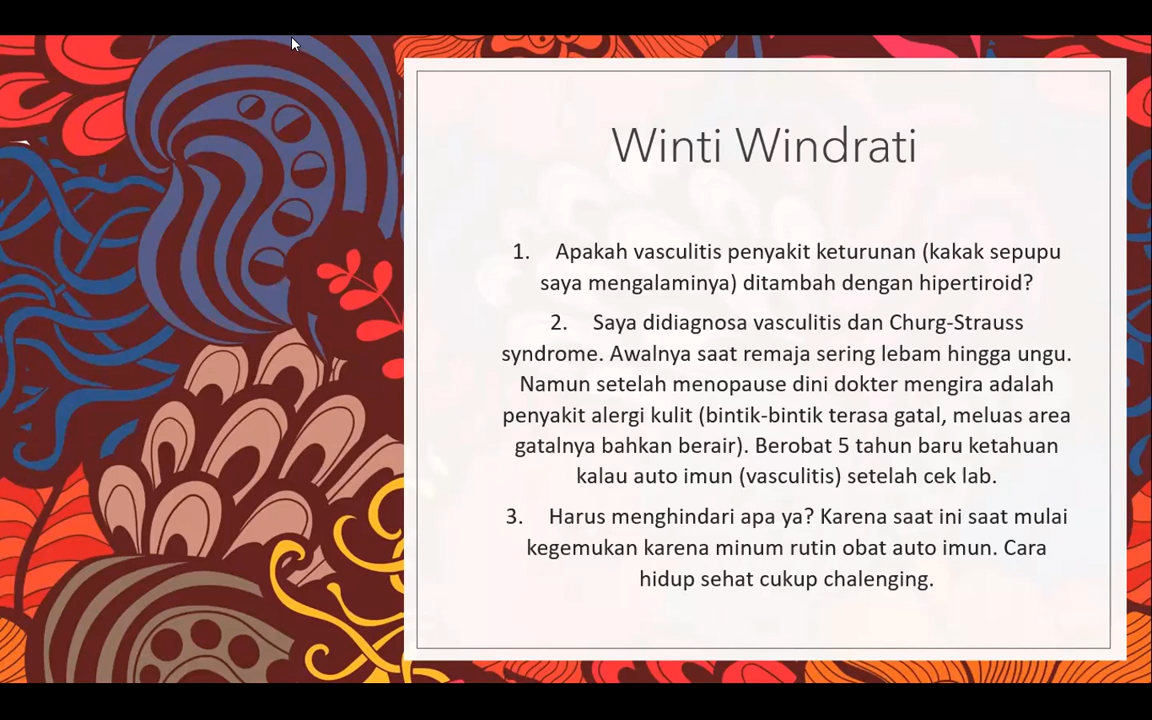 Winti Windrati
1. Apakah vasculitis penyakit keturunan (kakak sepupu
saya mengalaminya) ditambah dengan hipertiroid?
2. Saya didiagnosa vasculitis dan Churg-Strauss
syndrome. Awalnya saat remaja sering lebam hingga ungu.
Namun setelah menopause dini dokter mengira adalah
penyakit alergi kulit (bintik-bintik terasa gatal, meluas area
gatalnya bahkan berair). Berobat 5 tahun baru ketahuan
kalau auto imun (vasculitis) setelah cek lab.
3. Harus menghindari apa ya? Karena saat ini saat mulai
kegemukan karena minum rutin obat auto imun. Cara
hidup sehat cukup chalenging.